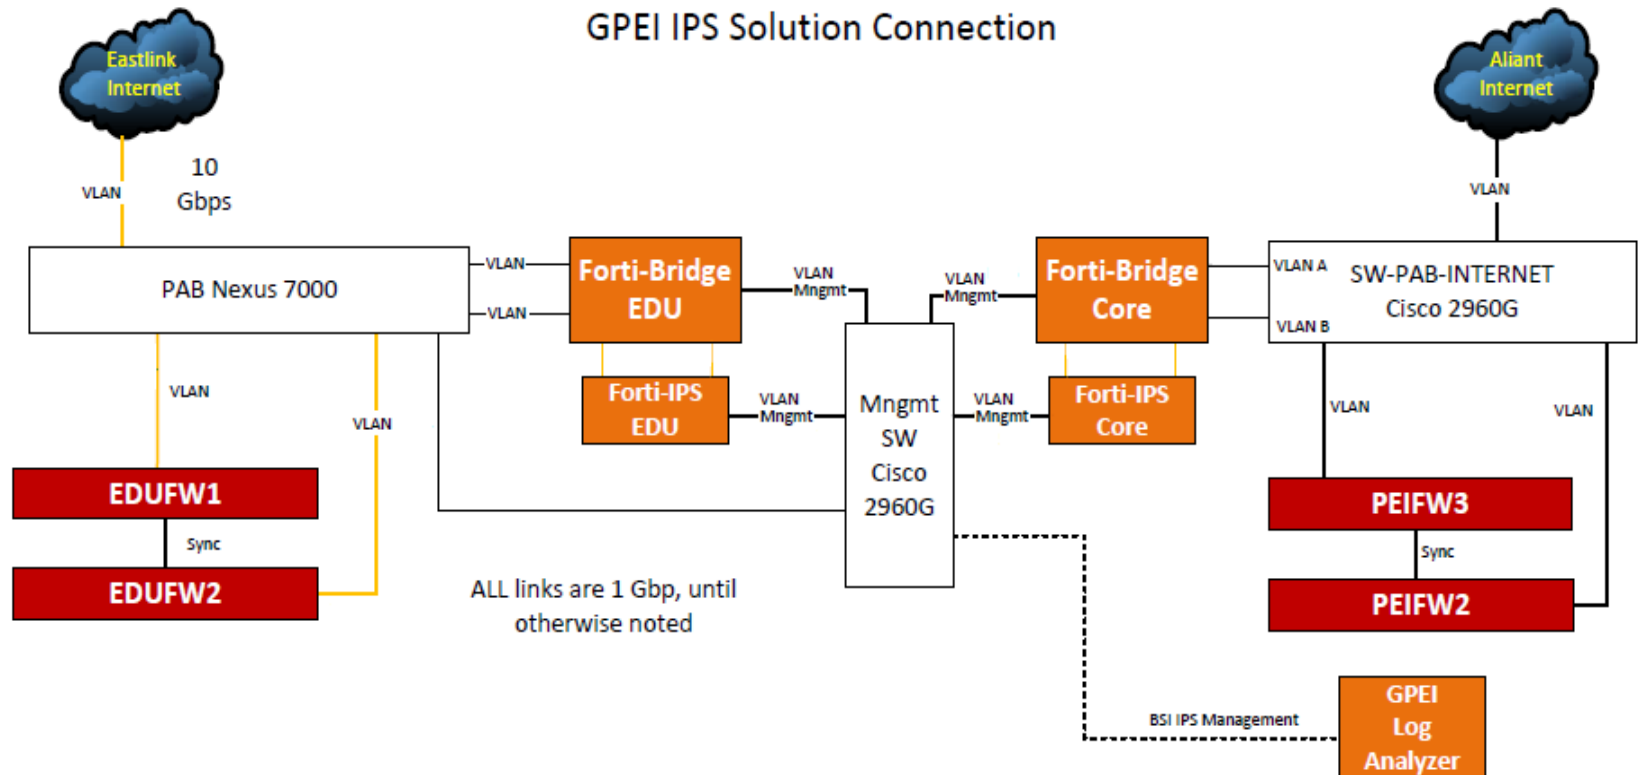 GPEI IPS Solution Connection
Eastlink
Internet
Aliant
Internet
10
Gbps
VLAN
VLAN
PAB Nexus 7000
VLAN
VLAN
Forti-Bridge
EDU
VLAN
Mngmt
VLAN
Mngmt
Forti-Bridge
Core
VLAN A
VLAN B
SW-PAB-INTERNET
Cisco 2960G
VLAN
VLAN
Forti-IPS
EDU
VLAN
Mngmt
Mngmt
SW
Cisco
2960G
VLAN
Mngmt
Forti-IPS
Core
VLAN
VLAN
EDUFW1
Sync
EDUFW2
PEIFW3
Sync
PEIFW2
ALL links are 1 Gbp, until
otherwise noted
BSI IPS Management
GPEI
Log
Analyzer